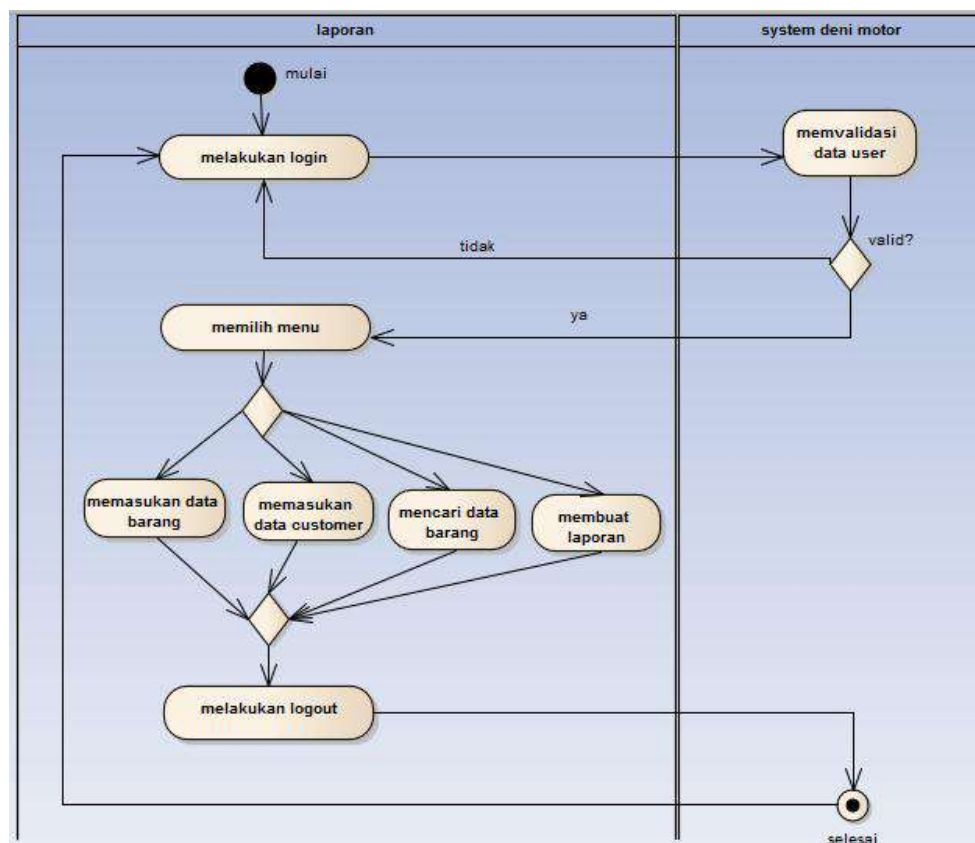 laporan
system deni motor
mulai
melakukan login
memvalidasi
data user
valid?
tidak
ya
memilih menu
memasukan data
barang
memasukan
data customer
mencari data
barang
membuat
laporan
melakukan logout
selesai